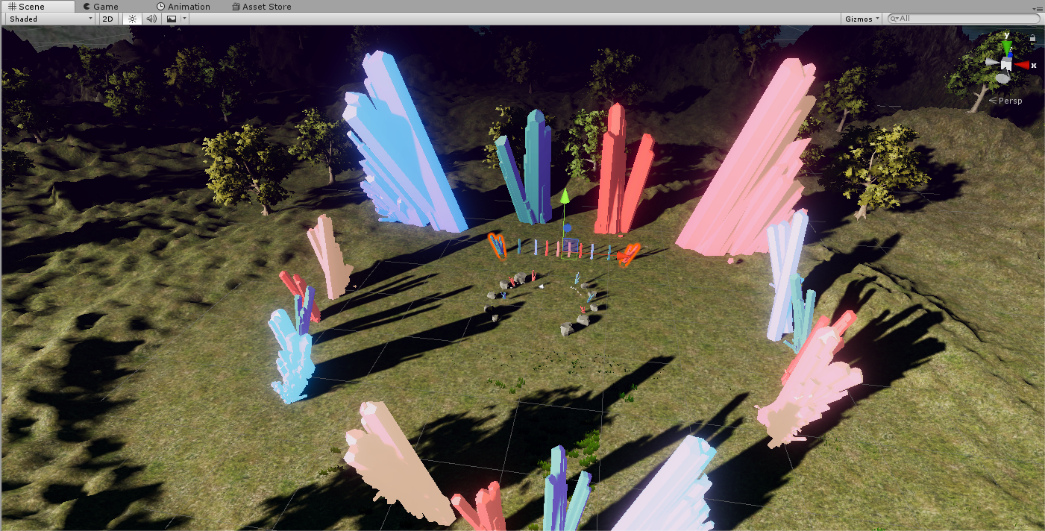 Scene Game Animation Asset Store
Shaded 2D Gizmos All
y
x
Persp